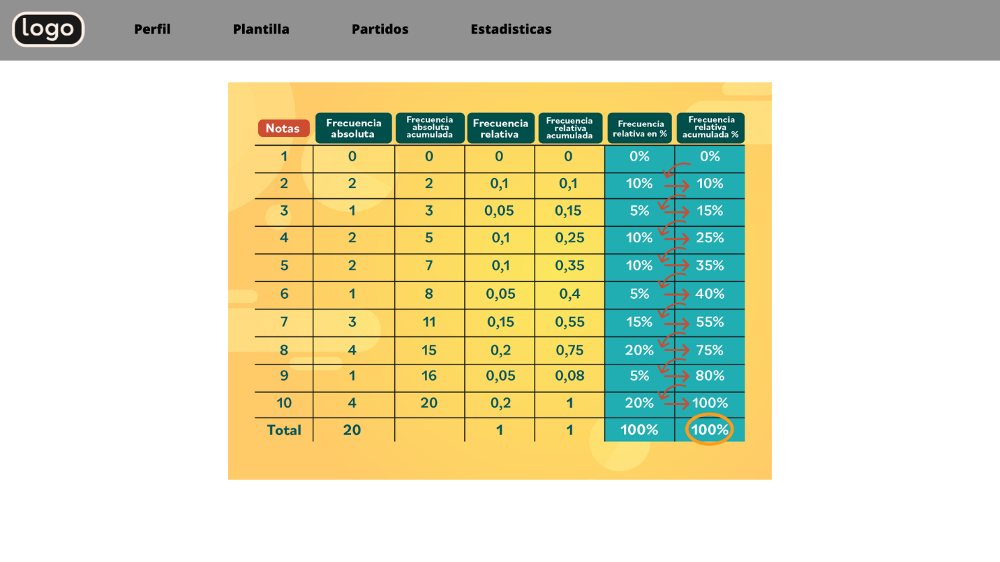 logo Perfil Plantilla Partidos Estadisticas
Notas Frecuencia absoluta Frecuencia absoluta acumulada Frecuencia relativa Frecuencia relativa acumulada Frecuencia relativa en % Frecuencia relativa acumulada %
1 0 0 0 0 0% 0%
2 2 2 0,1 0,1 10% 10%
3 1 3 0,05 0,15 5% 15%
4 2 5 0,1 0,25 10% 25%
5 2 7 0,1 0,35 10% 35%
6 1 8 0,05 0,4 5% 40%
7 3 11 0,15 0,55 15% 55%
8 4 15 0,2 0,75 20% 75%
9 1 16 0,05 0,08 5% 80%
10 4 20 0,2 1 20% 100%
Total 20 1 1 100% 100%